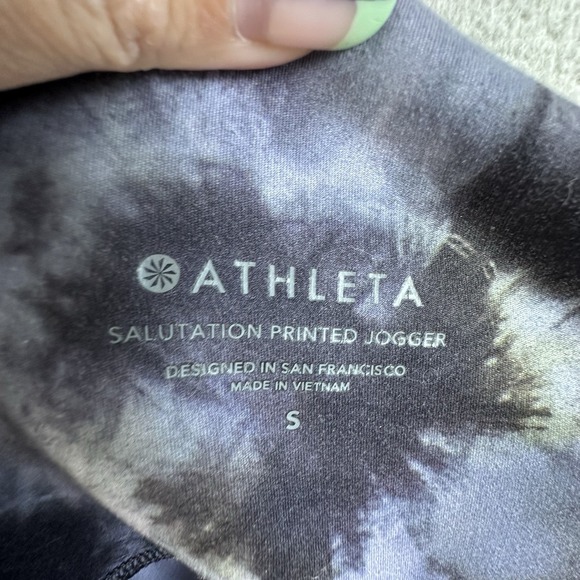 ATHLETA
SALUTATION PRINTED JOGGER
DESIGNED IN SAN FRANCISCO
MADE IN VIETNAM
S